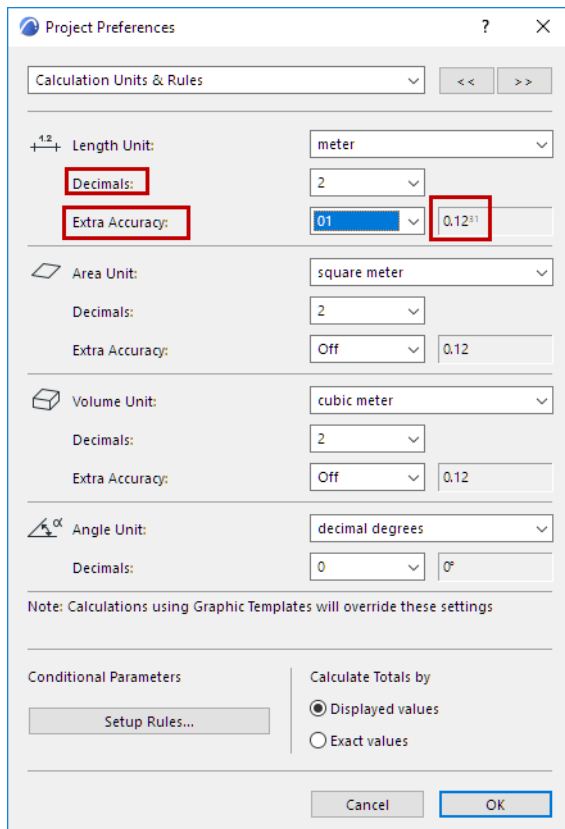 Project Preferences ? ×
Calculation Units & Rules << >>
1.2 Length Unit: meter
Decimals: 2
Extra Accuracy: 01 0.12³¹
Area Unit: square meter
Decimals: 2
Extra Accuracy: Off 0.12
Volume Unit: cubic meter
Decimals: 2
Extra Accuracy: Off 0.12
α Angle Unit: decimal degrees
Decimals: 0 0°
Note: Calculations using Graphic Templates will override these settings
Conditional Parameters Calculate Totals by
Setup Rules... Displayed values
Exact values
Cancel OK